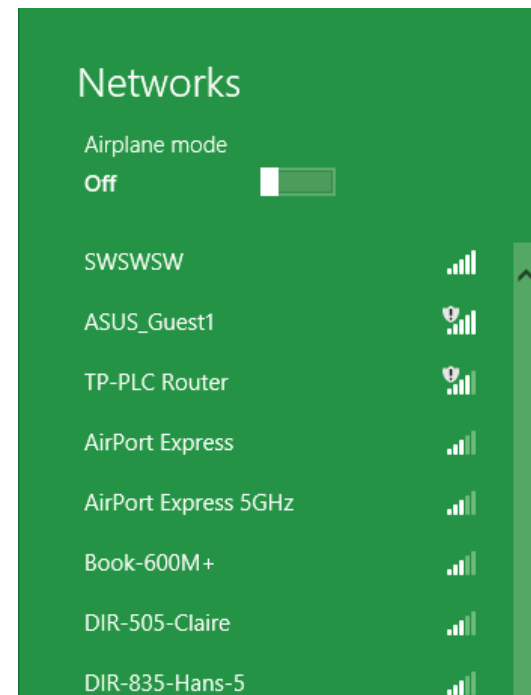 Networks
Airplane mode
Off
SWSWSW
ASUS_Guest1
TP-PLC Router
AirPort Express
AirPort Express 5GHz
Book-600M+
DIR-505-Claire
DIR-835-Hans-5